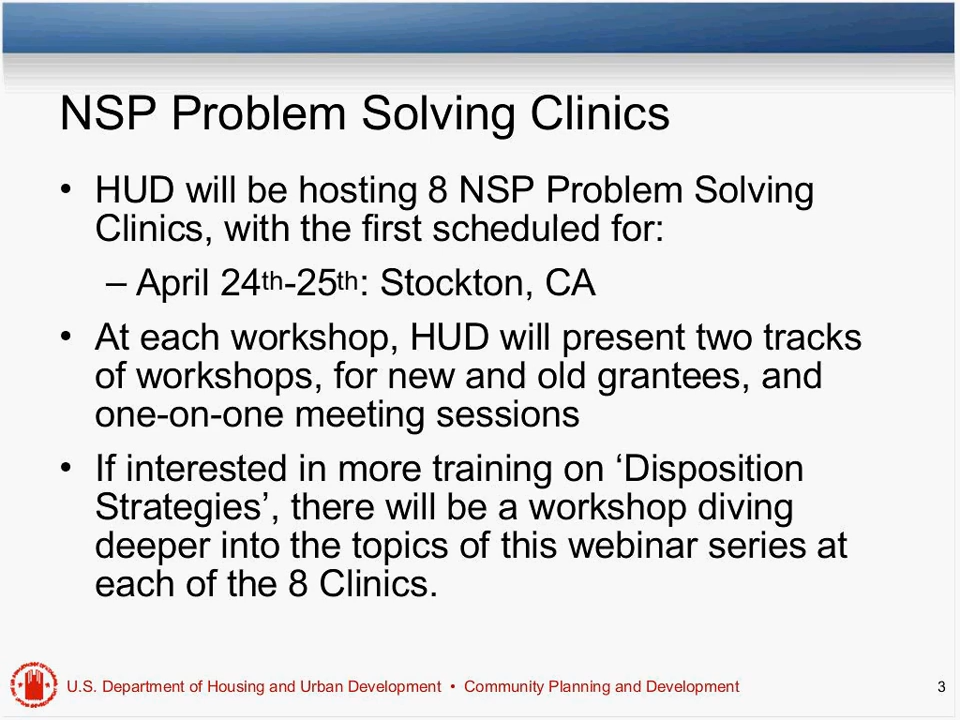 NSP Problem Solving Clinics
• HUD will be hosting 8 NSP Problem Solving
Clinics, with the first scheduled for:
– April 24th-25th: Stockton, CA
• At each workshop, HUD will present two tracks
of workshops, for new and old grantees, and
one-on-one meeting sessions
• If interested in more training on ‘Disposition
Strategies’, there will be a workshop diving
deeper into the topics of this webinar series at
each of the 8 Clinics.
U.S. Department of Housing and Urban Development • Community Planning and Development 3